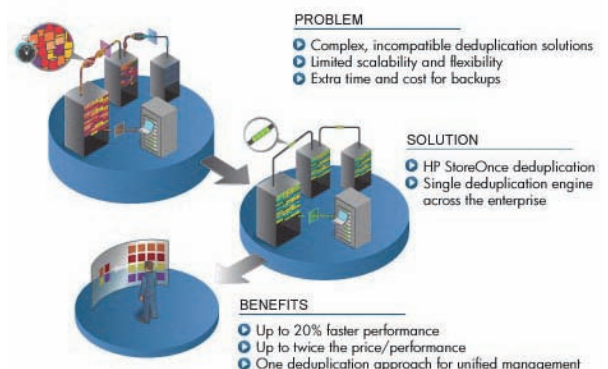 PROBLEM
Complex, incompatible deduplication solutions
Limited scalability and flexibility
Extra time and cost for backups
SOLUTION
HP StoreOnce deduplication
Single deduplication engine
across the enterprise
BENEFITS
Up to 20% faster performance
Up to twice the price/performance
One deduplication approach for unified management